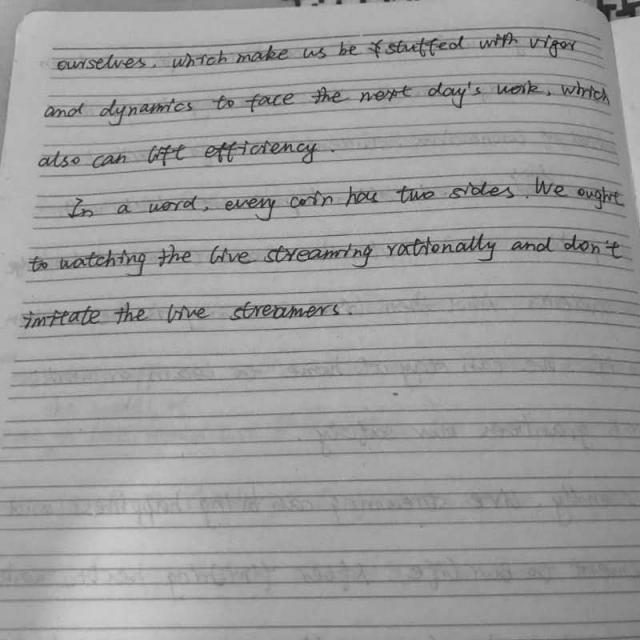 ourselves, which make us be stuffed with vigor
and dynamics to face the next day's work, which
also can lift efficiency.
In a word, every coin has two sides. We ought
to watching the live streaming rationally and don't
imitate the live streamers.